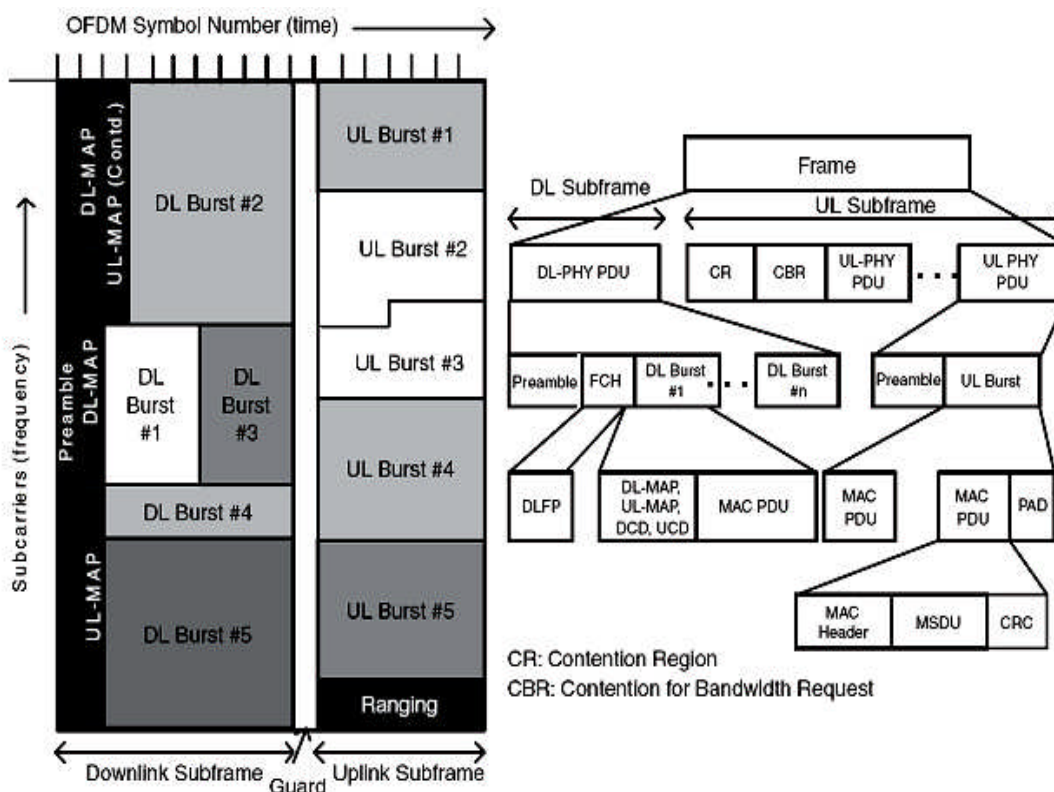 OFDM Symbol Number (time)
Subcarriers (frequency)
Preamble
DL-MAP
UL-MAP (Contd.)
DL-MAP
UL-MAP
DL Burst #2
DL
Burst
#1
DL
Burst
#3
DL Burst #4
DL Burst #5
UL Burst #1
UL Burst #2
UL Burst #3
UL Burst #4
UL Burst #5
Ranging
Downlink Subframe
Guard
Uplink Subframe
Frame
DL Subframe
UL Subframe
DL-PHY PDU
CR
CBR
UL-PHY
PDU
UL PHY
PDU
Preamble
FCH
DL Burst
#1
DL Burst
#n
Preamble
UL Burst
DLFP
DL-MAP,
UL-MAP,
DCD, UCD
MAC PDU
MAC
PDU
MAC
PDU
PAD
MAC
Header
MSDU
CRC
CR: Contention Region
CBR: Contention for Bandwidth Request